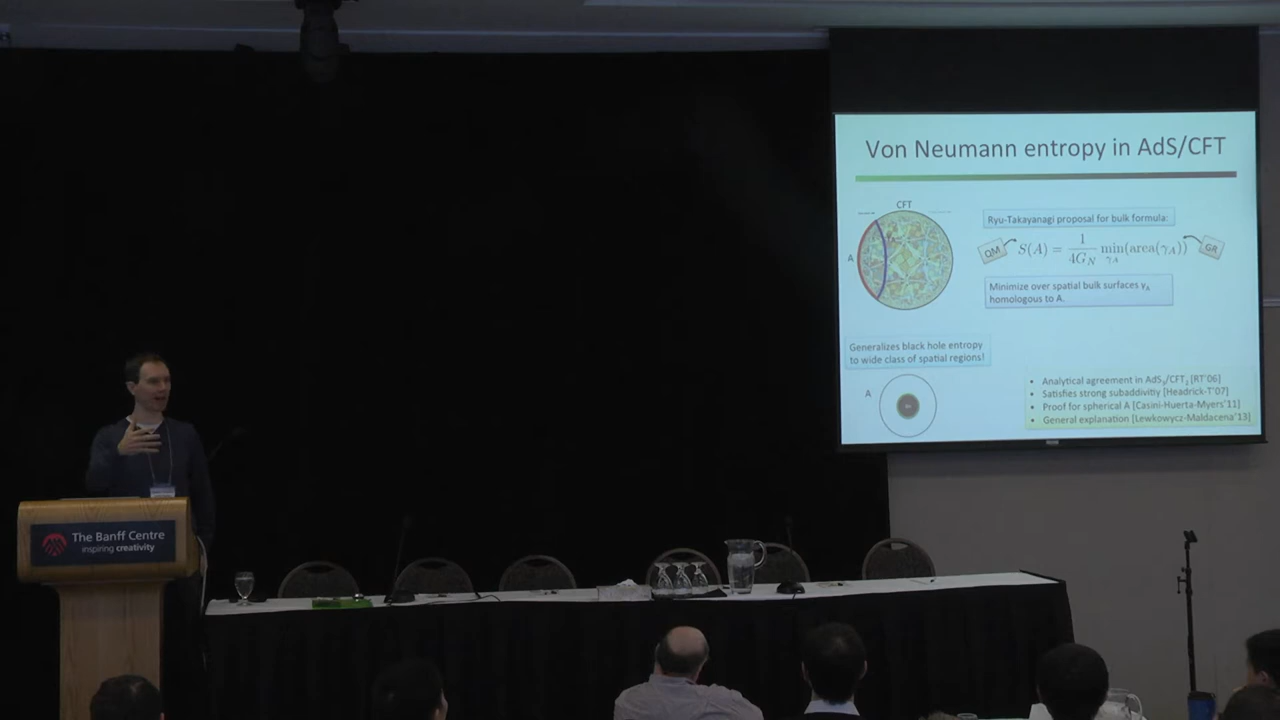 Von Neumann entropy in AdS/CFT
CFT
A
Ryu-Takayanagi proposal for bulk formula:
QM S(A) = 1/4G_N min_γ_A (area(γ_A)) GR
Minimize over spatial bulk surfaces γ_A
homologous to A.
Generalizes black hole entropy
to wide class of spatial regions!
A
• Analytical agreement in AdS₃/CFT₂ [RT'06]
• Satisfies strong subaddivity [Headrick-T'07]
• Proof for spherical A [Casini-Huerta-Myers'11]
• General explanation [Lewkowycz-Maldacena'13]
The Banff Centre
inspiring creativity